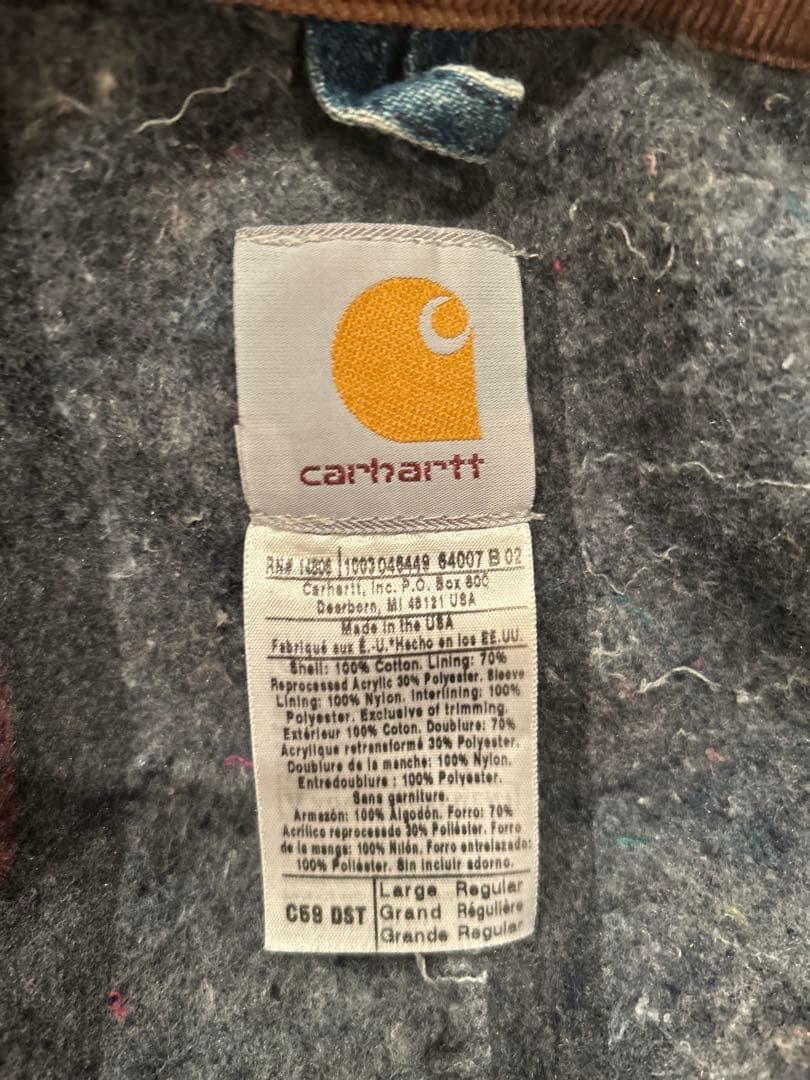 carhartt
RN# 14806 1003046449 64007 B 02
Carhartt, Inc. P.O. Box 600
Dearborn, MI 48121 USA
Made in the USA
Fabriqué aux É.-U.*Hecho en los EE.UU.
Shell: 100% Cotton. Lining: 70%
Reprocessed Acrylic 30% Polyester. Sleeve
Lining: 100% Nylon. Interlining: 100%
Polyester. Exclusive of trimming.
Extérieur 100% Coton. Doublure: 70%
Acrylique retransformé 30% Polyester.
Doublure de la manche: 100% Nylon.
Entredoublure : 100% Polyester.
Sans garniture.
Armazón: 100% Algodón. Forro: 70%
Acrílico reprocesado 30% Poliéster. Forro
de la manga: 100% Nilón. Forro entrelazado:
100% Poliéster. Sin incluir adorno.
C59 DST
Large Regular
Grand Régulière
Grande Regular